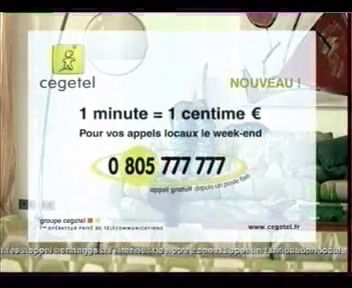 cegetel
NOUVEAU !
1 minute = 1 centime €
Pour vos appels locaux le week-end
0 805 777 777
appel gratuit depuis un poste fixe
groupe cegetel
1er OPÉRATEUR PRIVÉ DE TÉLÉCOMMUNICATIONS
www.cegetel.fr